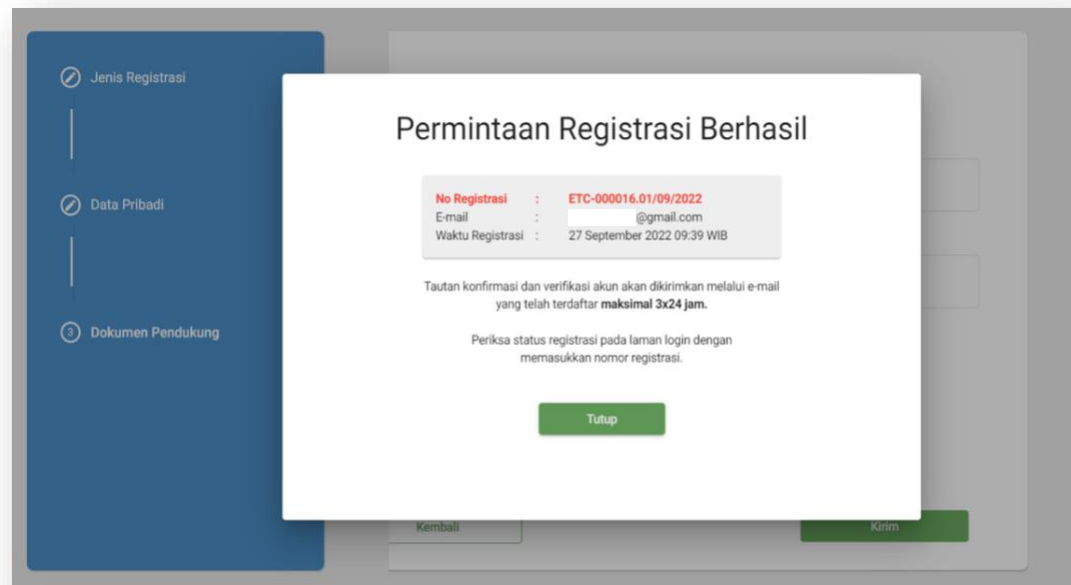 Jenis Registrasi
Data Pribadi
3 Dokumen Pendukung
Permintaan Registrasi Berhasil
No Registrasi : ETC-000016.01/09/2022
E-mail : @gmail.com
Waktu Registrasi : 27 September 2022 09:39 WIB
Tautan konfirmasi dan verifikasi akun akan dikirimkan melalui e-mail
yang telah terdaftar maksimal 3x24 jam.
Periksa status registrasi pada laman login dengan
memasukkan nomor registrasi.
Tutup
Kembali
Kirim